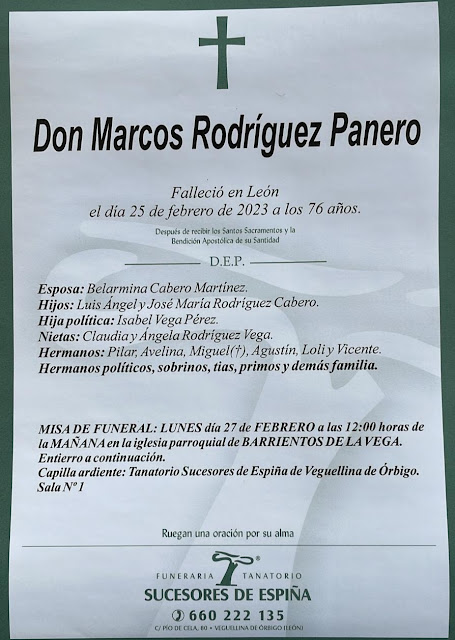 Don Marcos Rodríguez Panero
Falleció en León
el día 25 de febrero de 2023 a los 76 años.
Después de recibir los Santos Sacramentos y la
Bendición Apostólica de su Santidad
D.E.P.
Esposa: Belarmina Cabero Martínez.
Hijos: Luis Ángel y José María Rodríguez Cabero.
Hija política: Isabel Vega Pérez.
Nietas: Claudia y Ángela Rodríguez Vega.
Hermanos: Pilar, Avelina, Miguel(†), Agustín, Loli y Vicente.
Hermanos políticos, sobrinos, tias, primos y demás familia.
MISA DE FUNERAL: LUNES día 27 de FEBRERO a las 12:00 horas de
la MAÑANA en la iglesia parroquial de BARRIENTOS DE LA VEGA.
Entierro a continuación.
Capilla ardiente: Tanatorio Sucesores de Espiña de Veguellina de Órbigo.
Sala Nº 1
Ruegan una oración por su alma
FUNERARIA TANATORIO
SUCESORES DE ESPIÑA
660 222 135
C/ PÍO DE CELA, 80 • VEGUELLINA DE ÓRBIGO (LEÓN)